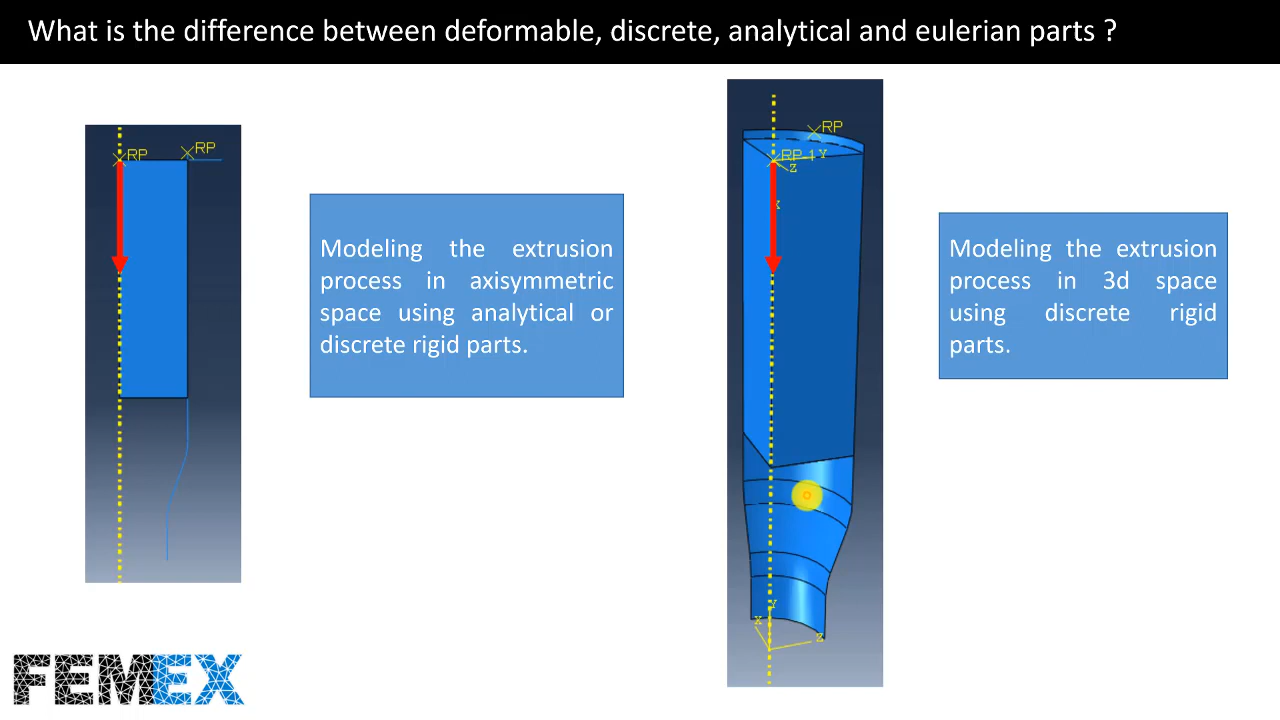 What is the difference between deformable, discrete, analytical and eulerian parts ?
RP
RP
Modeling the extrusion
process in axisymmetric
space using analytical or
discrete rigid parts.
RP
RP-1
Y
Z
X
Modeling the extrusion
process in 3d space
using discrete rigid
parts.
Y
X
Z
FEMEX